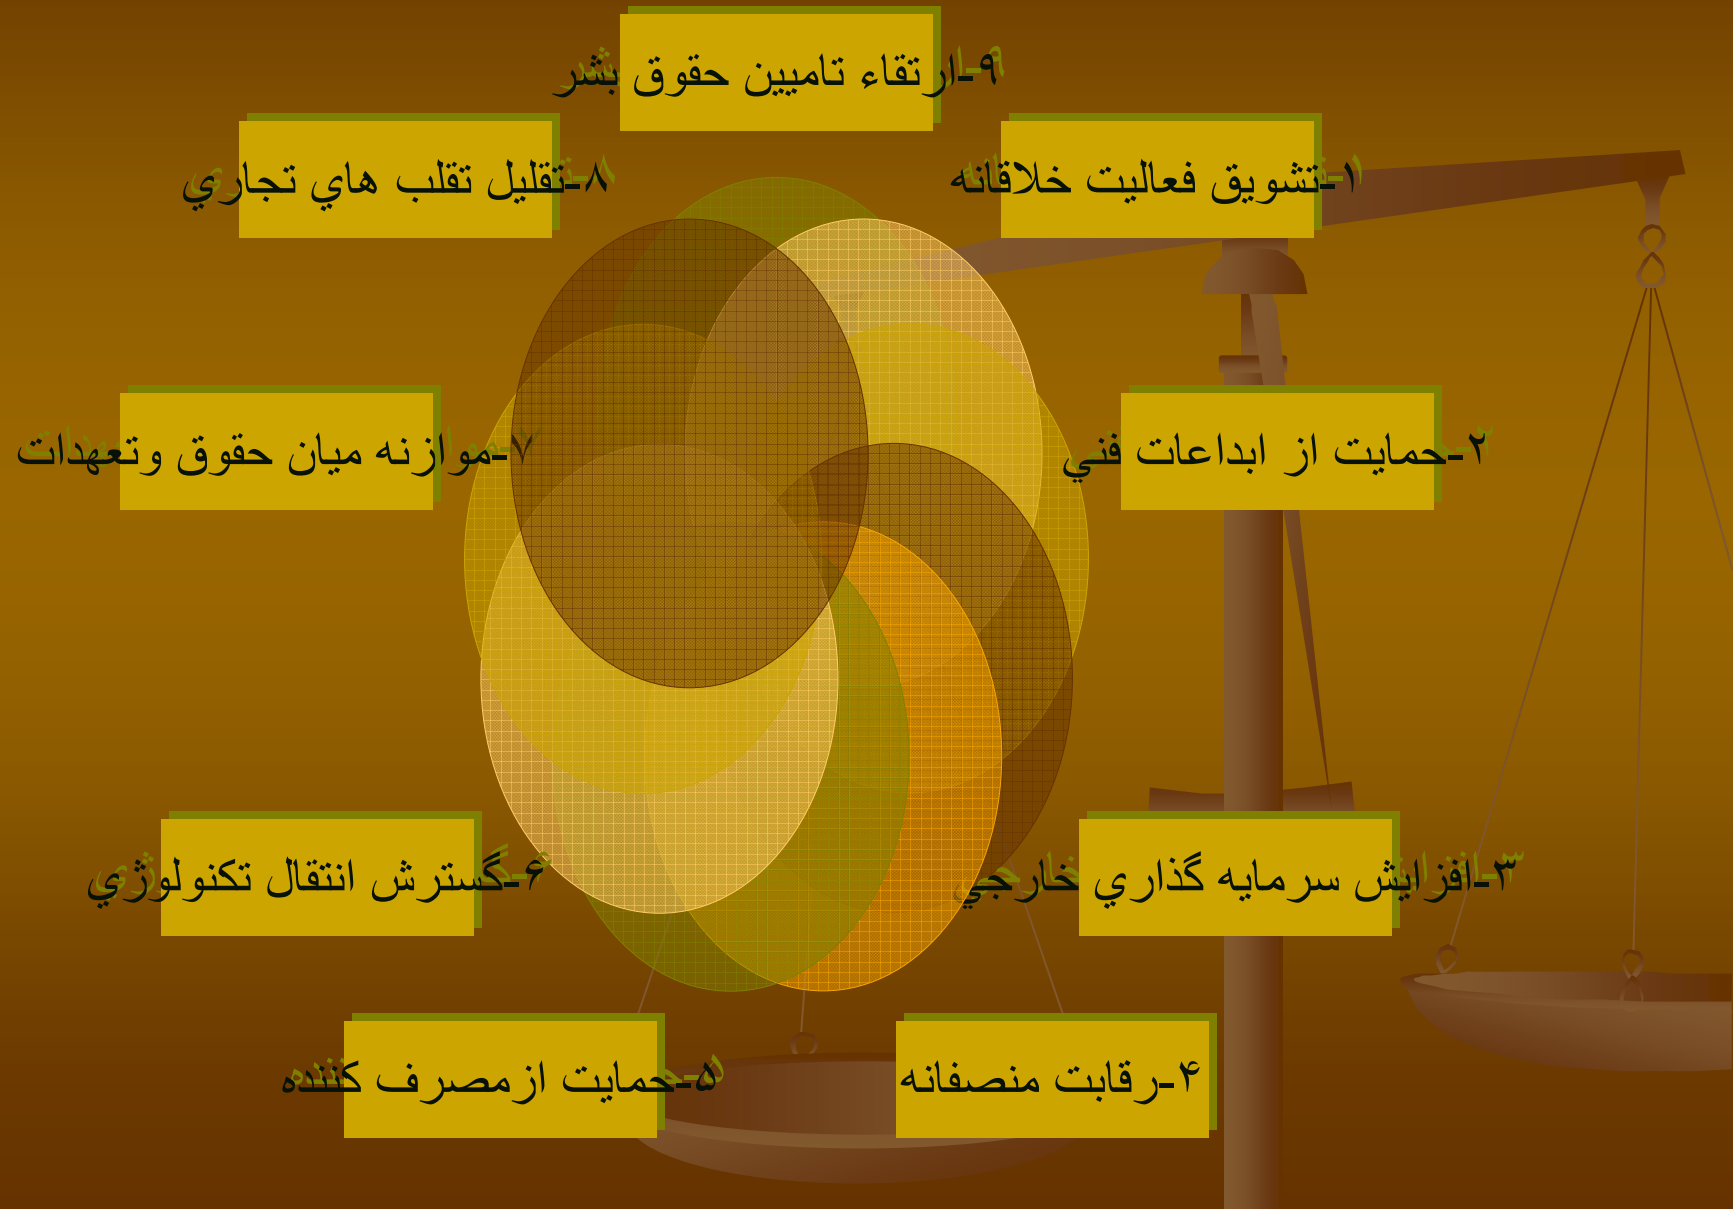 ۹-ارتقاء تاميين حقوق بشر
۱-تشويق فعاليت خلاقانه
۲-حمايت از ابداعات فني
۳-افزايش سرمايه گذاري خارجي
۴-رقابت منصفانه
۵-حمايت ازمصرف كننده
۶-گسترش انتقال تكنولوژي
۷-موازنه ميان حقوق وتعهدات
۸-تقليل تقلب هاي تجاري